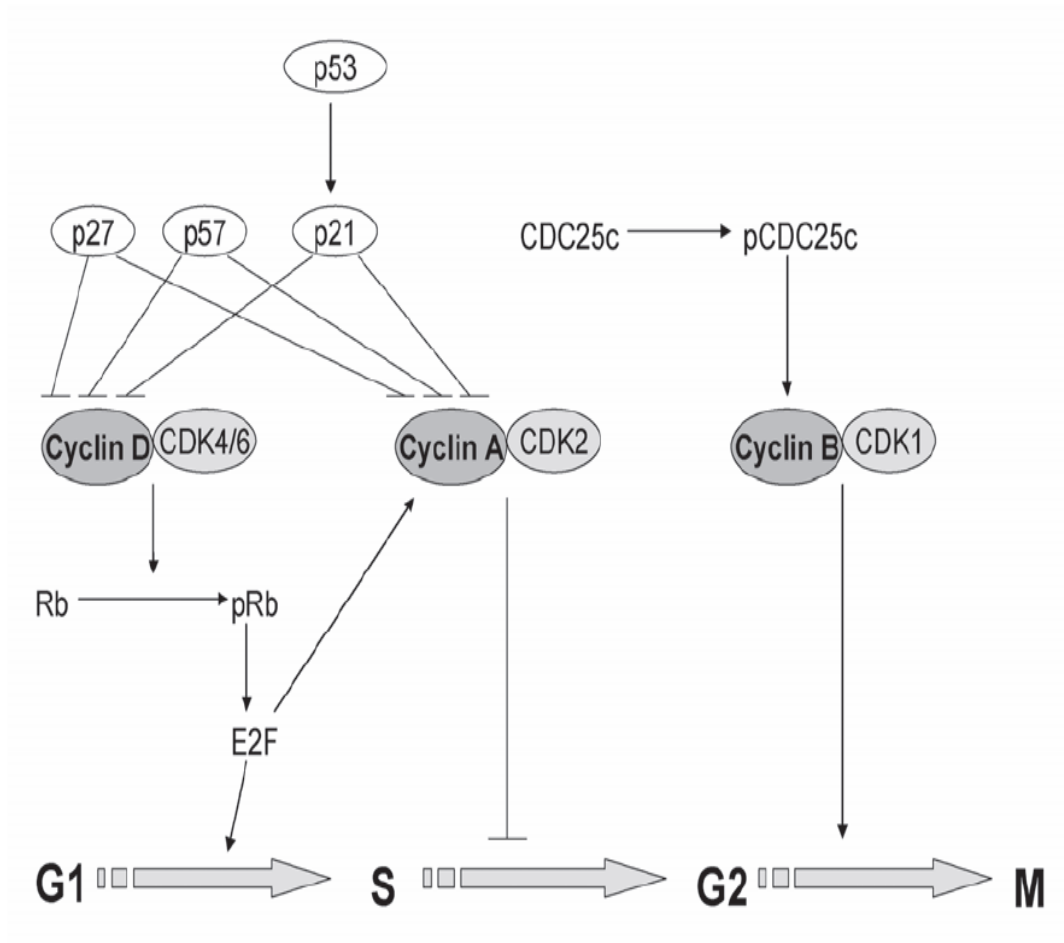 p53
p27 p57 p21 CDC25c pCDC25c
Cyclin D CDK4/6 Cyclin A CDK2 Cyclin B CDK1
Rb pRb
E2F
G1 S G2 M